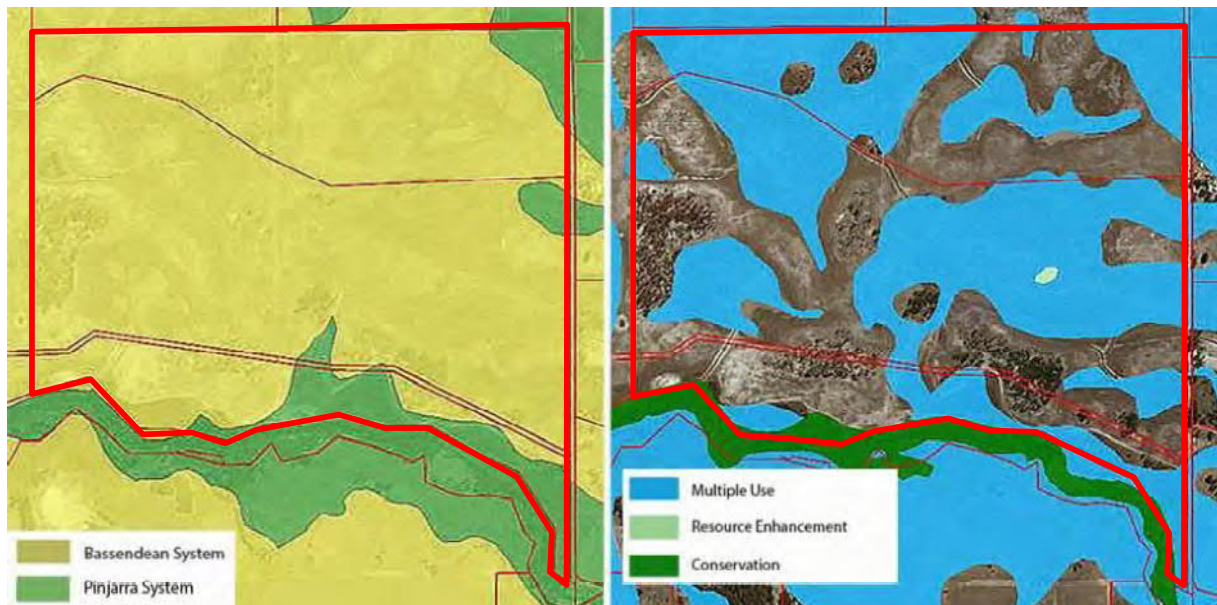 Bassendean System
Pinjarra System
Multiple Use
Resource Enhancement
Conservation